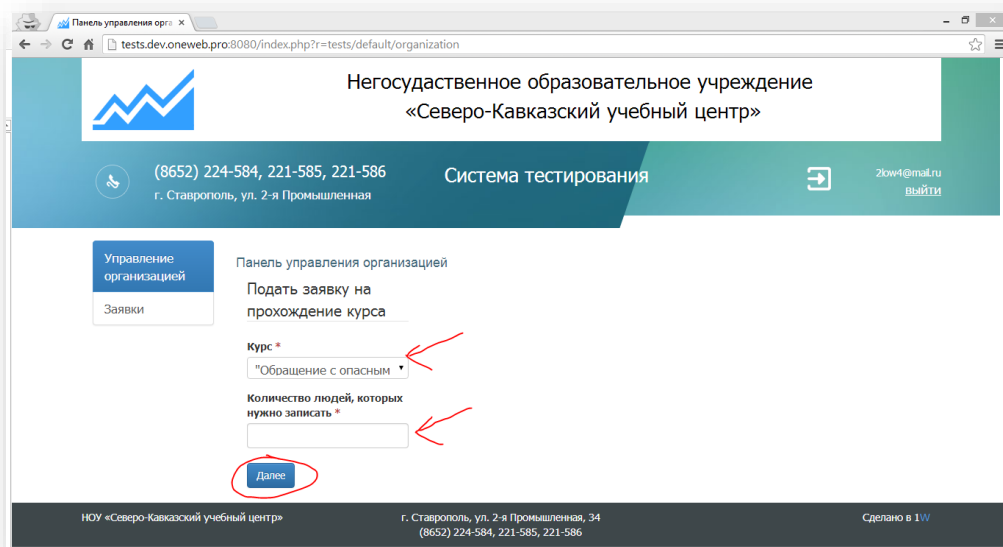 Панель управления орга
tests.dev.oneweb.pro:8080/index.php?r=tests/default/organization
Негосудаственное образовательное учреждение
«Северо-Кавказский учебный центр»
(8652) 224-584, 221-585, 221-586
г. Ставрополь, ул. 2-я Промышленная
Система тестирования
2low4@mail.ru
выйти
Управление
организацией
Заявки
Панель управления организацией
Подать заявку на
прохождение курса
Курс *
"Обращение с опасным
Количество людей, которых
нужно записать *
Далее
НОУ «Северо-Кавказский учебный центр»
г. Ставрополь, ул. 2-я Промышленная, 34
(8652) 224-584, 221-585, 221-586
Сделано в 1W